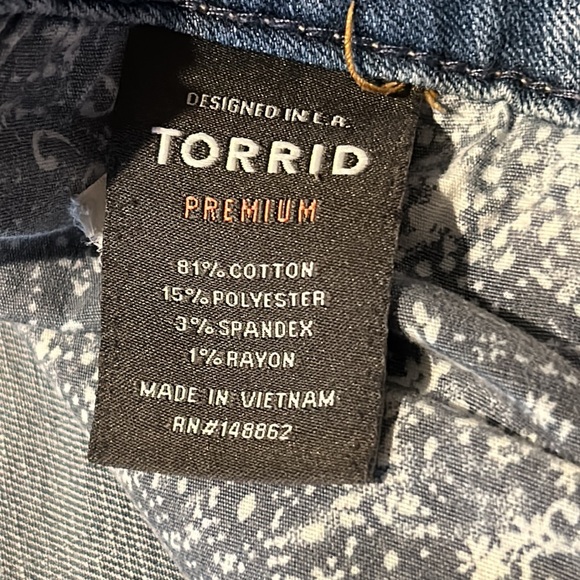 DESIGNED IN L.A.
TORRID
PREMIUM
81% COTTON
15% POLYESTER
3% SPANDEX
1% RAYON
MADE IN VIETNAM
RN#148862